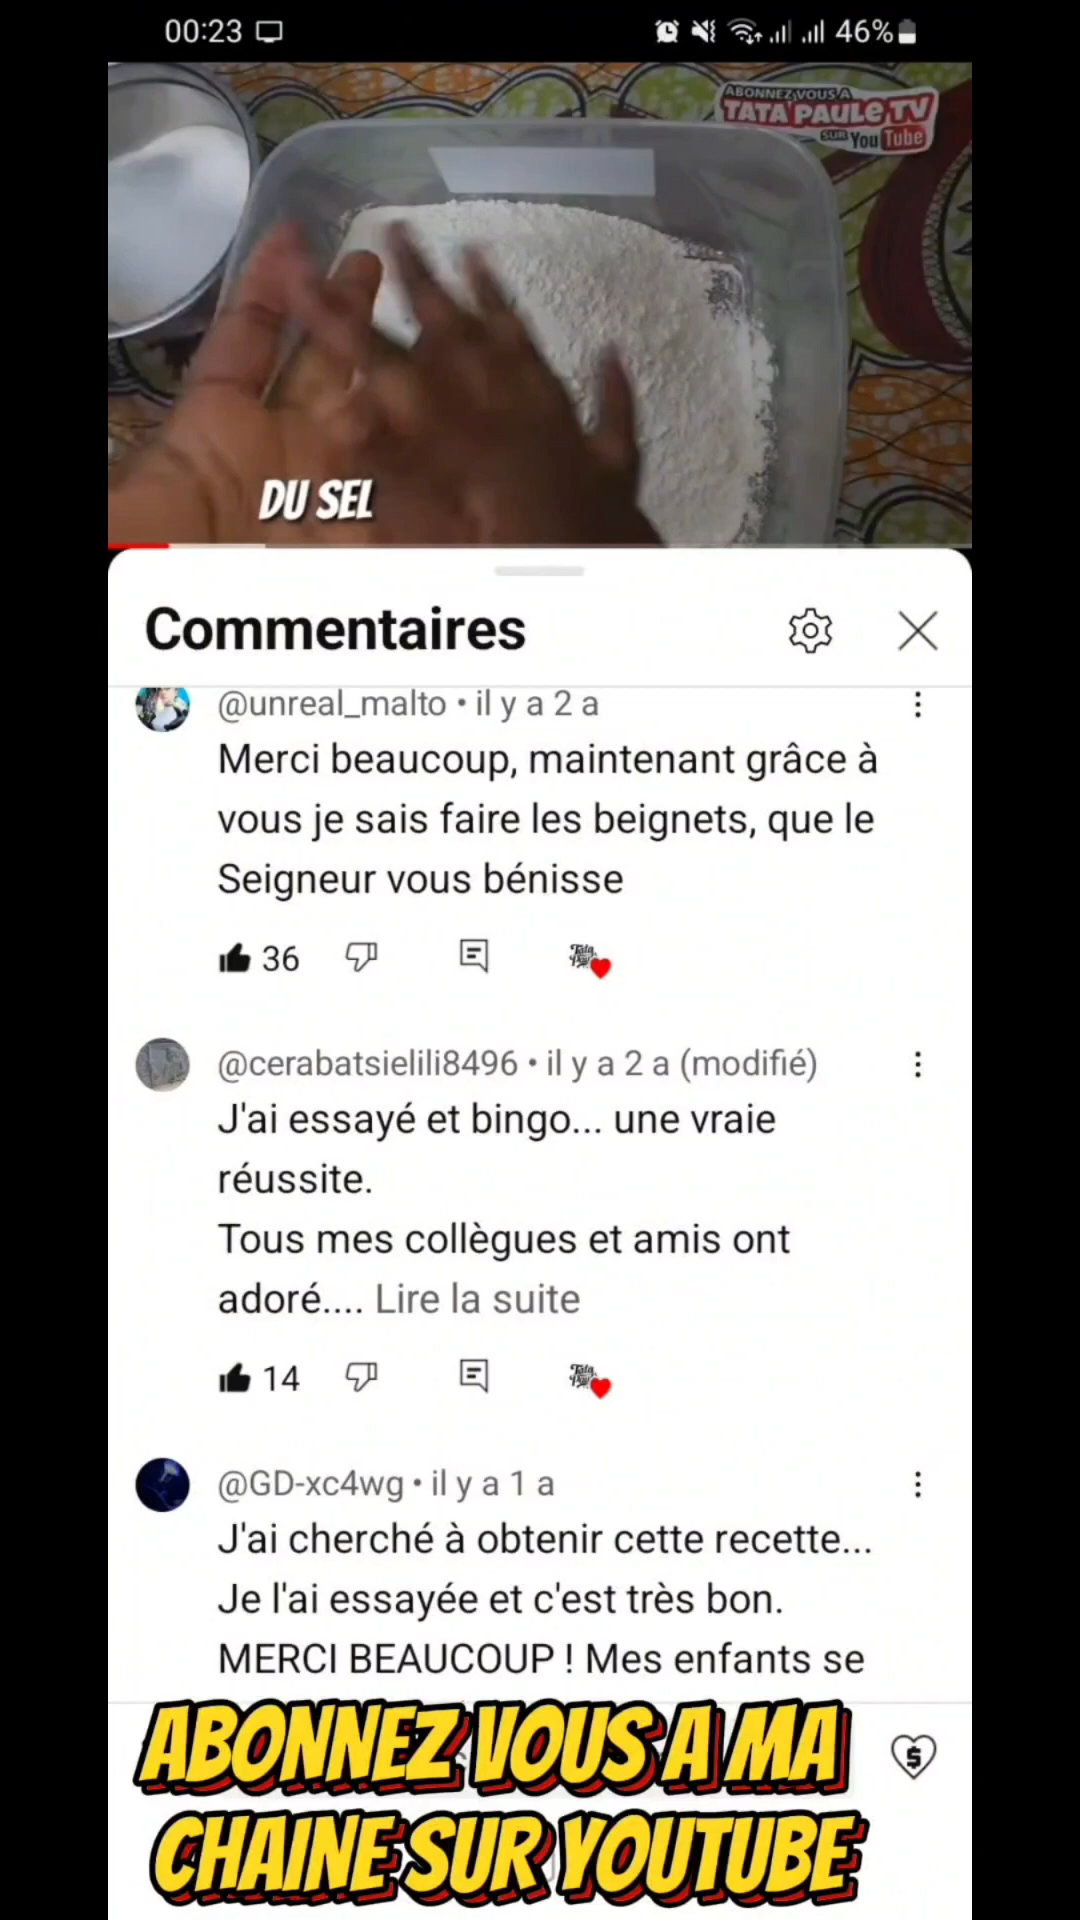 00:23
46%
ABONNEZ VOUS A
TATA PAULE TV
SUR YouTube
DU SEL
Commentaires
@unreal_malto • il y a 2 a
Merci beaucoup, maintenant grâce à
vous je sais faire les beignets, que le
Seigneur vous bénisse
36
@cerabatsielili8496 • il y a 2 a (modifié)
J'ai essayé et bingo... une vraie
réussite.
Tous mes collègues et amis ont
adoré.... Lire la suite
14
@GD-xc4wg • il y a 1 a
J'ai cherché à obtenir cette recette...
Je l'ai essayée et c'est très bon.
MERCI BEAUCOUP ! Mes enfants se
ABONNEZ VOUS A MA
CHAINE SUR YOUTUBE